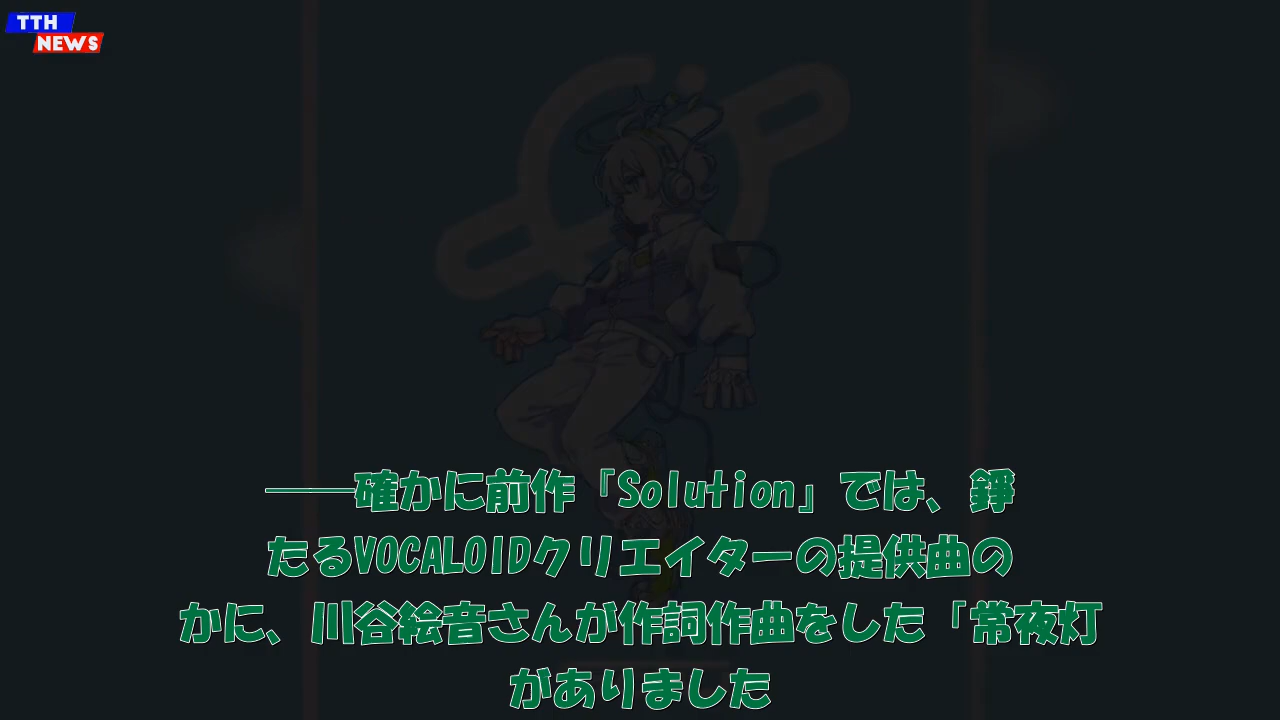 TTH
NEWS
──確かに前作『Solution』では、錚
たるVOCALOIDクリエイターの提供曲の
かに、川谷絵音さんが作詞作曲をした「常夜灯
がありました